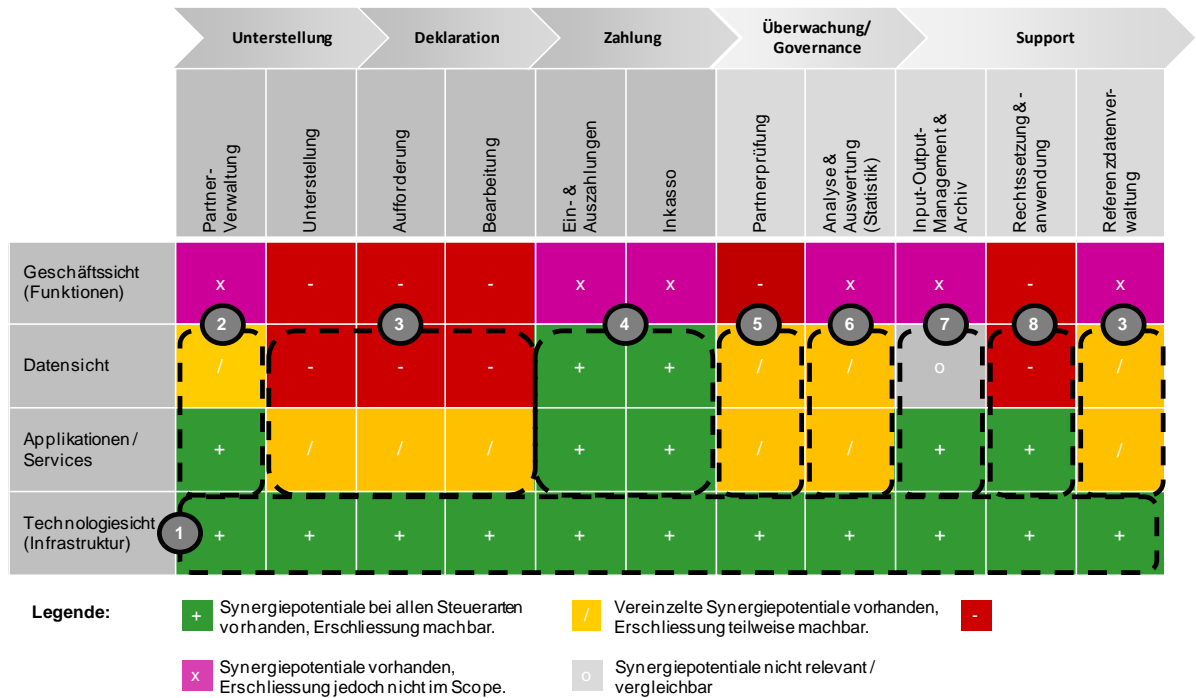 Unterstellung
Deklaration
Zahlung
Überwachung/
Governance
Support
Partner-
Verwaltung
Unterstellung
Aufforderung
Bearbeitung
Ein- &
Auszahlungen
Inkasso
Partnerprüfung
Analyse &
Auswertung
(Statistik)
Input-Output-
Management &
Archiv
Rechtssetzung & -
anwendung
Referenzdatenver-
waltung
Geschäftssicht
(Funktionen)
x - - - x x - x x - x
2 3 4 5 6 7 8 3
Datensicht
/ - - - + + / / o - /
Applikationen /
Services
+ / / / + + / / + + /
Technologiesicht
(Infrastruktur)
1
+ + + + + + + + + + +
Legende:
+ Synergiepotentiale bei allen Steuerarten
vorhanden, Erschliessung machbar.
/ Vereinzelte Synergiepotentiale vorhanden,
Erschliessung teilweise machbar.
-
x Synergiepotentiale vorhanden,
Erschliessung jedoch nicht im Scope.
o Synergiepotentiale nicht relevant /
vergleichbar